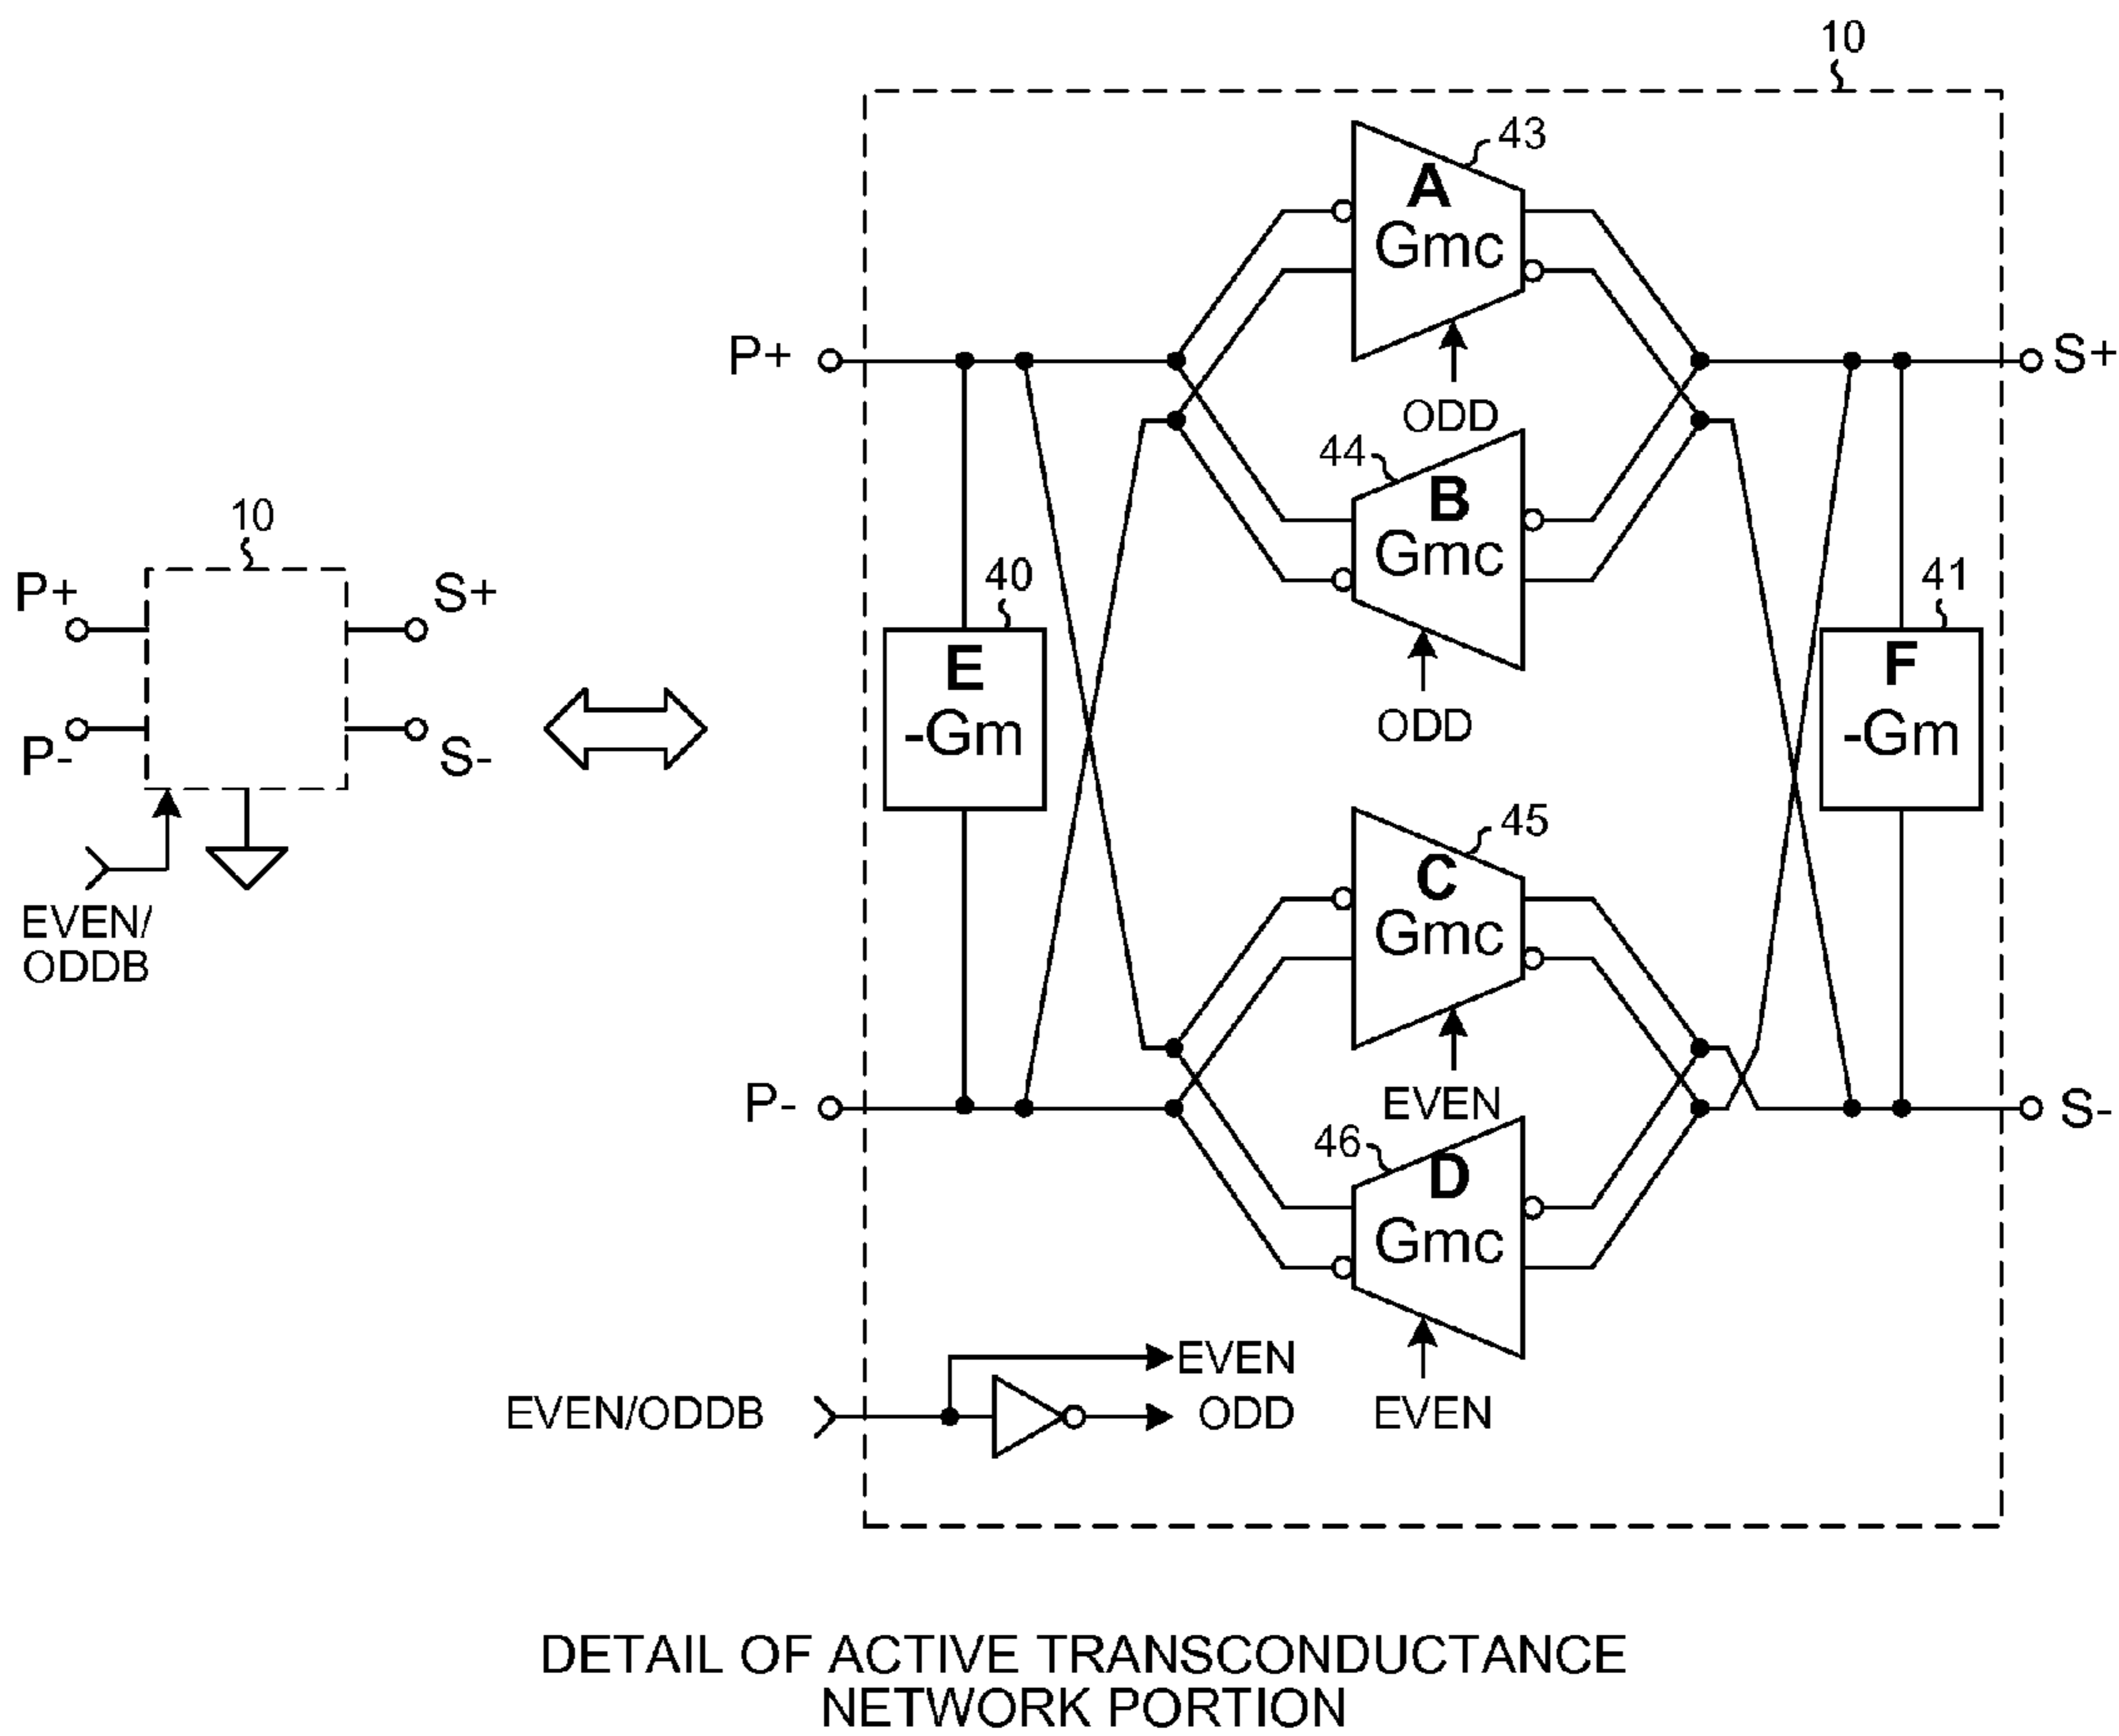 10
P+
S+
P-
S-
EVEN/
ODDB
10
43
A
Gmc
ODD
P+
S+
44
B
Gmc
ODD
40
E
-Gm
41
F
-Gm
45
C
Gmc
EVEN
P-
S-
46
D
Gmc
EVEN
EVEN
EVEN/ODDB
ODD
DETAIL OF ACTIVE TRANSCONDUCTANCE
NETWORK PORTION